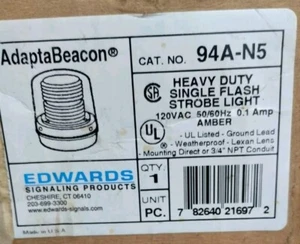 AdaptaBeacon®
CAT. NO. 94A-N5
HEAVY DUTY
SINGLE FLASH
STROBE LIGHT
120VAC 50/60Hz 0.1 Amp
AMBER
- UL Listed - Ground Lead
- Weatherproof - Lexan Lens
- Mounting Direct or 3/4" NPT Conduit
EDWARDS
SIGNALING PRODUCTS
CHESHIRE, CT 06410
203-699-3300
www.edwards-signals.com
Made in U.S.A.
QTY.
1
UNIT
PC.
7 82640 21697 2